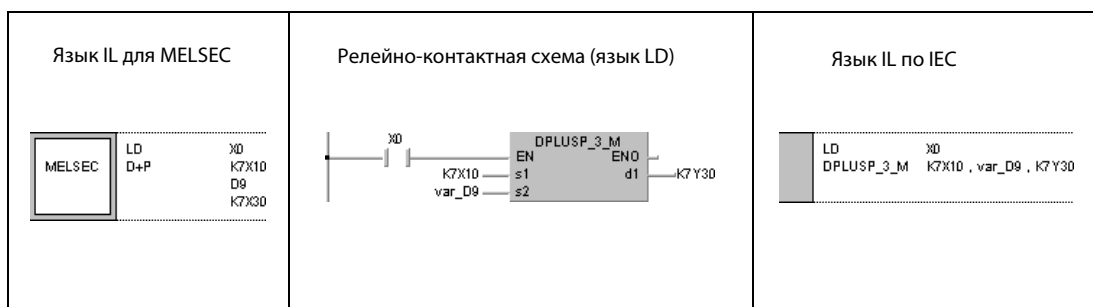 Язык IL для MELSEC
MELSEC
LD X0
D+P K7X10
D9
K7X30
Релейно-контактная схема (язык LD)
X0
DPLUSP_3_M
EN ENO
K7X10 s1 d1 K7Y30
var_D9 s2
Язык IL по IEC
LD X0
DPLUSP_3_M K7X10 , var_D9 , K7Y30